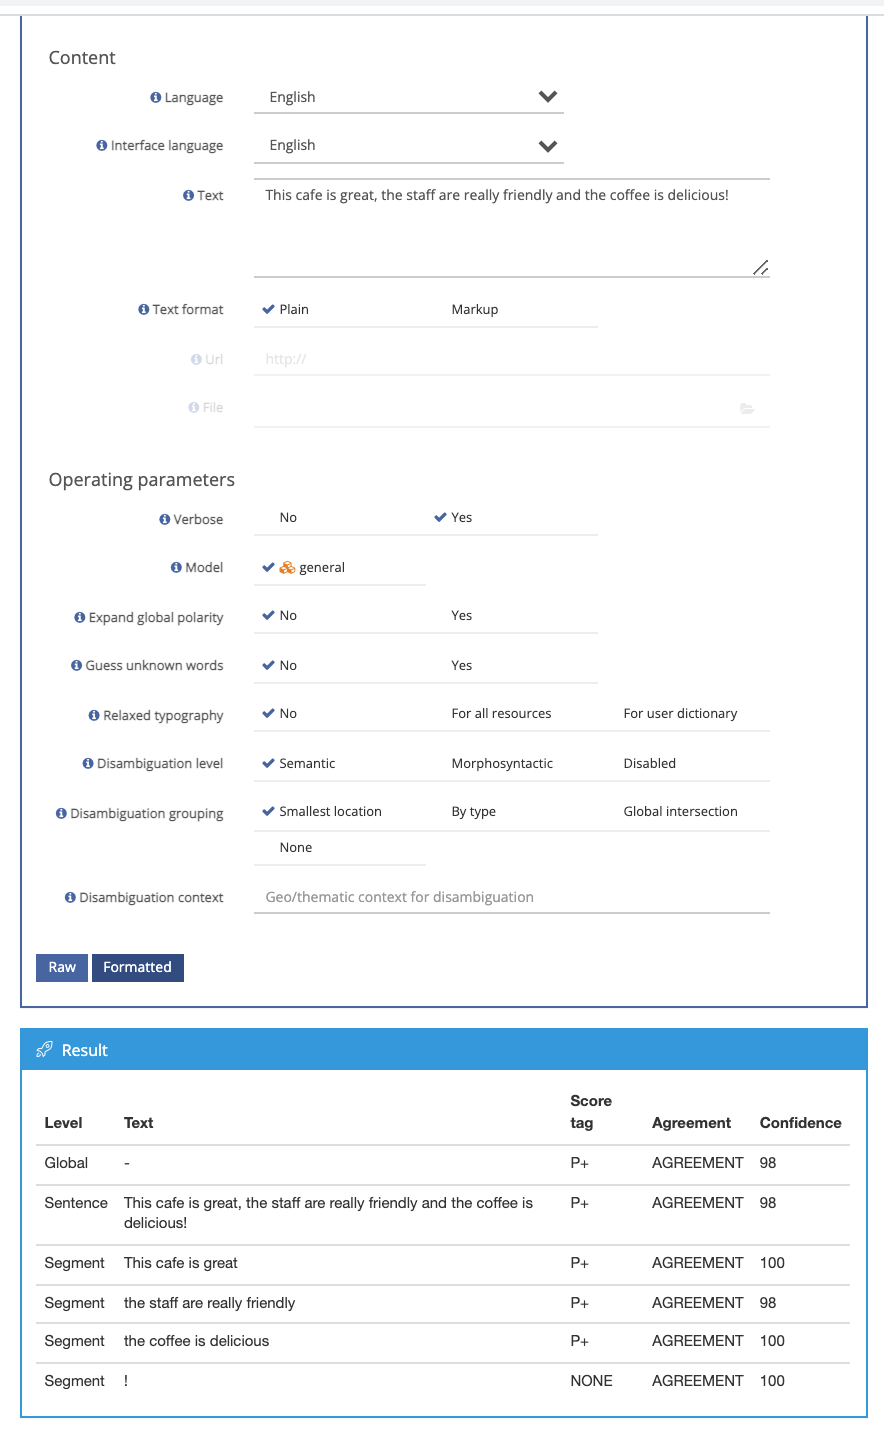 Content
Language English
Interface language English
Text This cafe is great, the staff are really friendly and the coffee is delicious!
Text format Plain Markup
Url http://
File
Operating parameters
Verbose No Yes
Model general
Expand global polarity No Yes
Guess unknown words No Yes
Relaxed typography No For all resources For user dictionary
Disambiguation level Semantic Morphosyntactic Disabled
Disambiguation grouping Smallest location By type Global intersection
None
Disambiguation context Geo/thematic context for disambiguation
Raw Formatted
Result
Level Text Score tag Agreement Confidence
Global - P+ AGREEMENT 98
Sentence This cafe is great, the staff are really friendly and the coffee is P+ AGREEMENT 98
delicious!
Segment This cafe is great P+ AGREEMENT 100
Segment the staff are really friendly P+ AGREEMENT 98
Segment the coffee is delicious P+ AGREEMENT 100
Segment ! NONE AGREEMENT 100